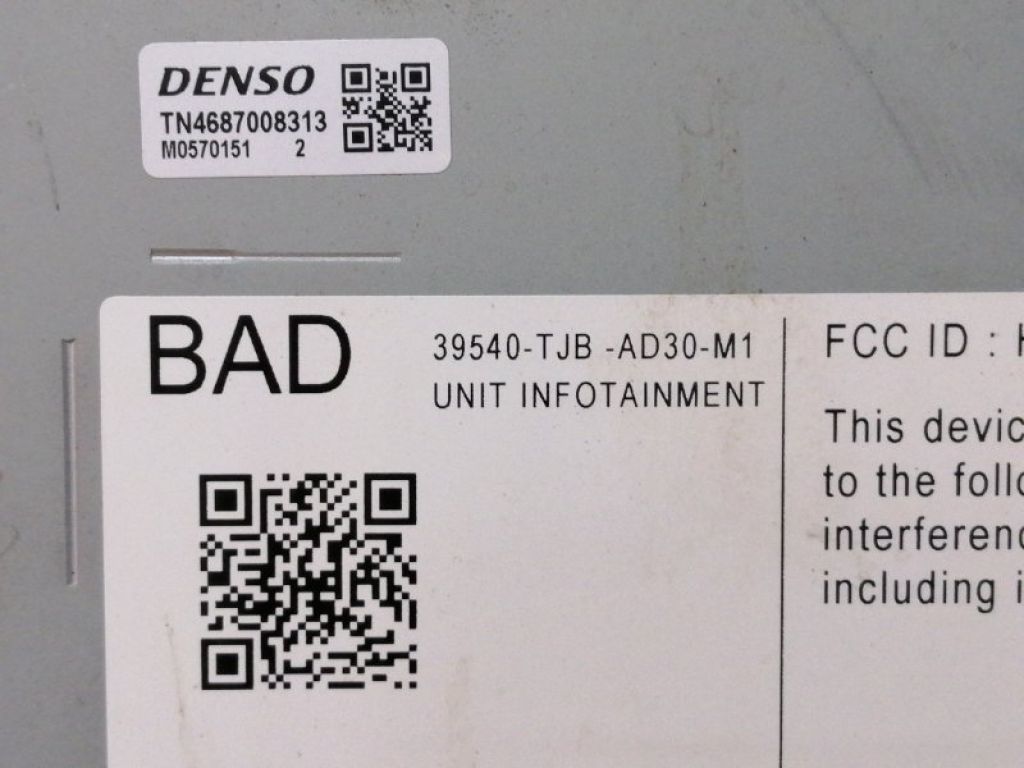 DENSO
TN4687008313
M0570151 2
BAD
39540-TJB -AD30-M1
UNIT INFOTAINMENT
FCC ID :
This devic
to the follo
interferenc
including i